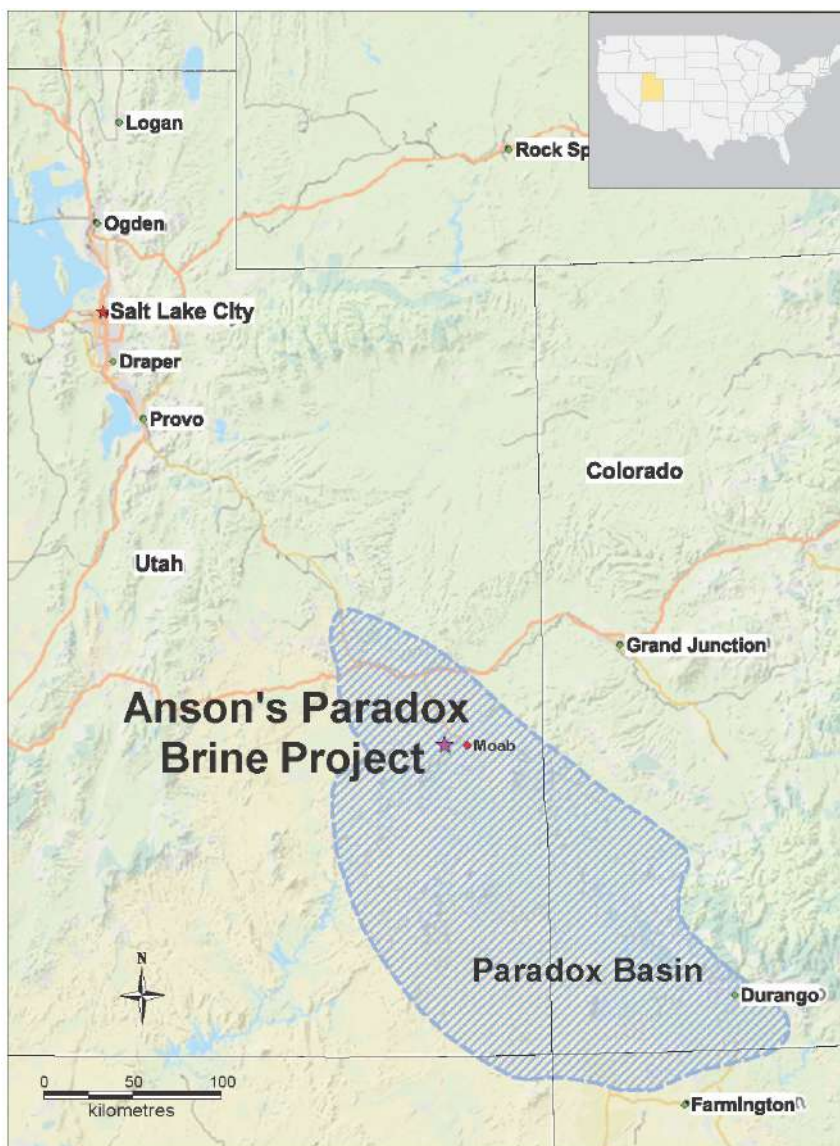 Logan
Rock Sp
Ogden
Salt Lake City
Draper
Provo
Colorado
Utah
Grand Junction
Anson's Paradox
Brine Project
Moab
Paradox Basin
N
Durango
0 50 100
kilometres
Farmington